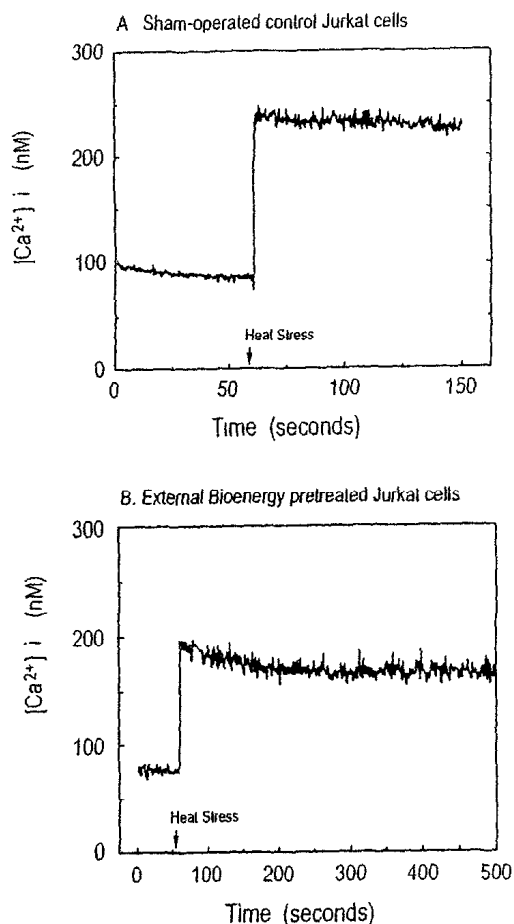 A Sham-operated control Jurkat cells
300
200
100
0
[Ca2+] i (nM)
Heat Stress
0 50 100 150
Time (seconds)
B. External Bioenergy pretreated Jurkat cells
300
200
100
0
[Ca2+] i (nM)
Heat Stress
0 100 200 300 400 500
Time (seconds)